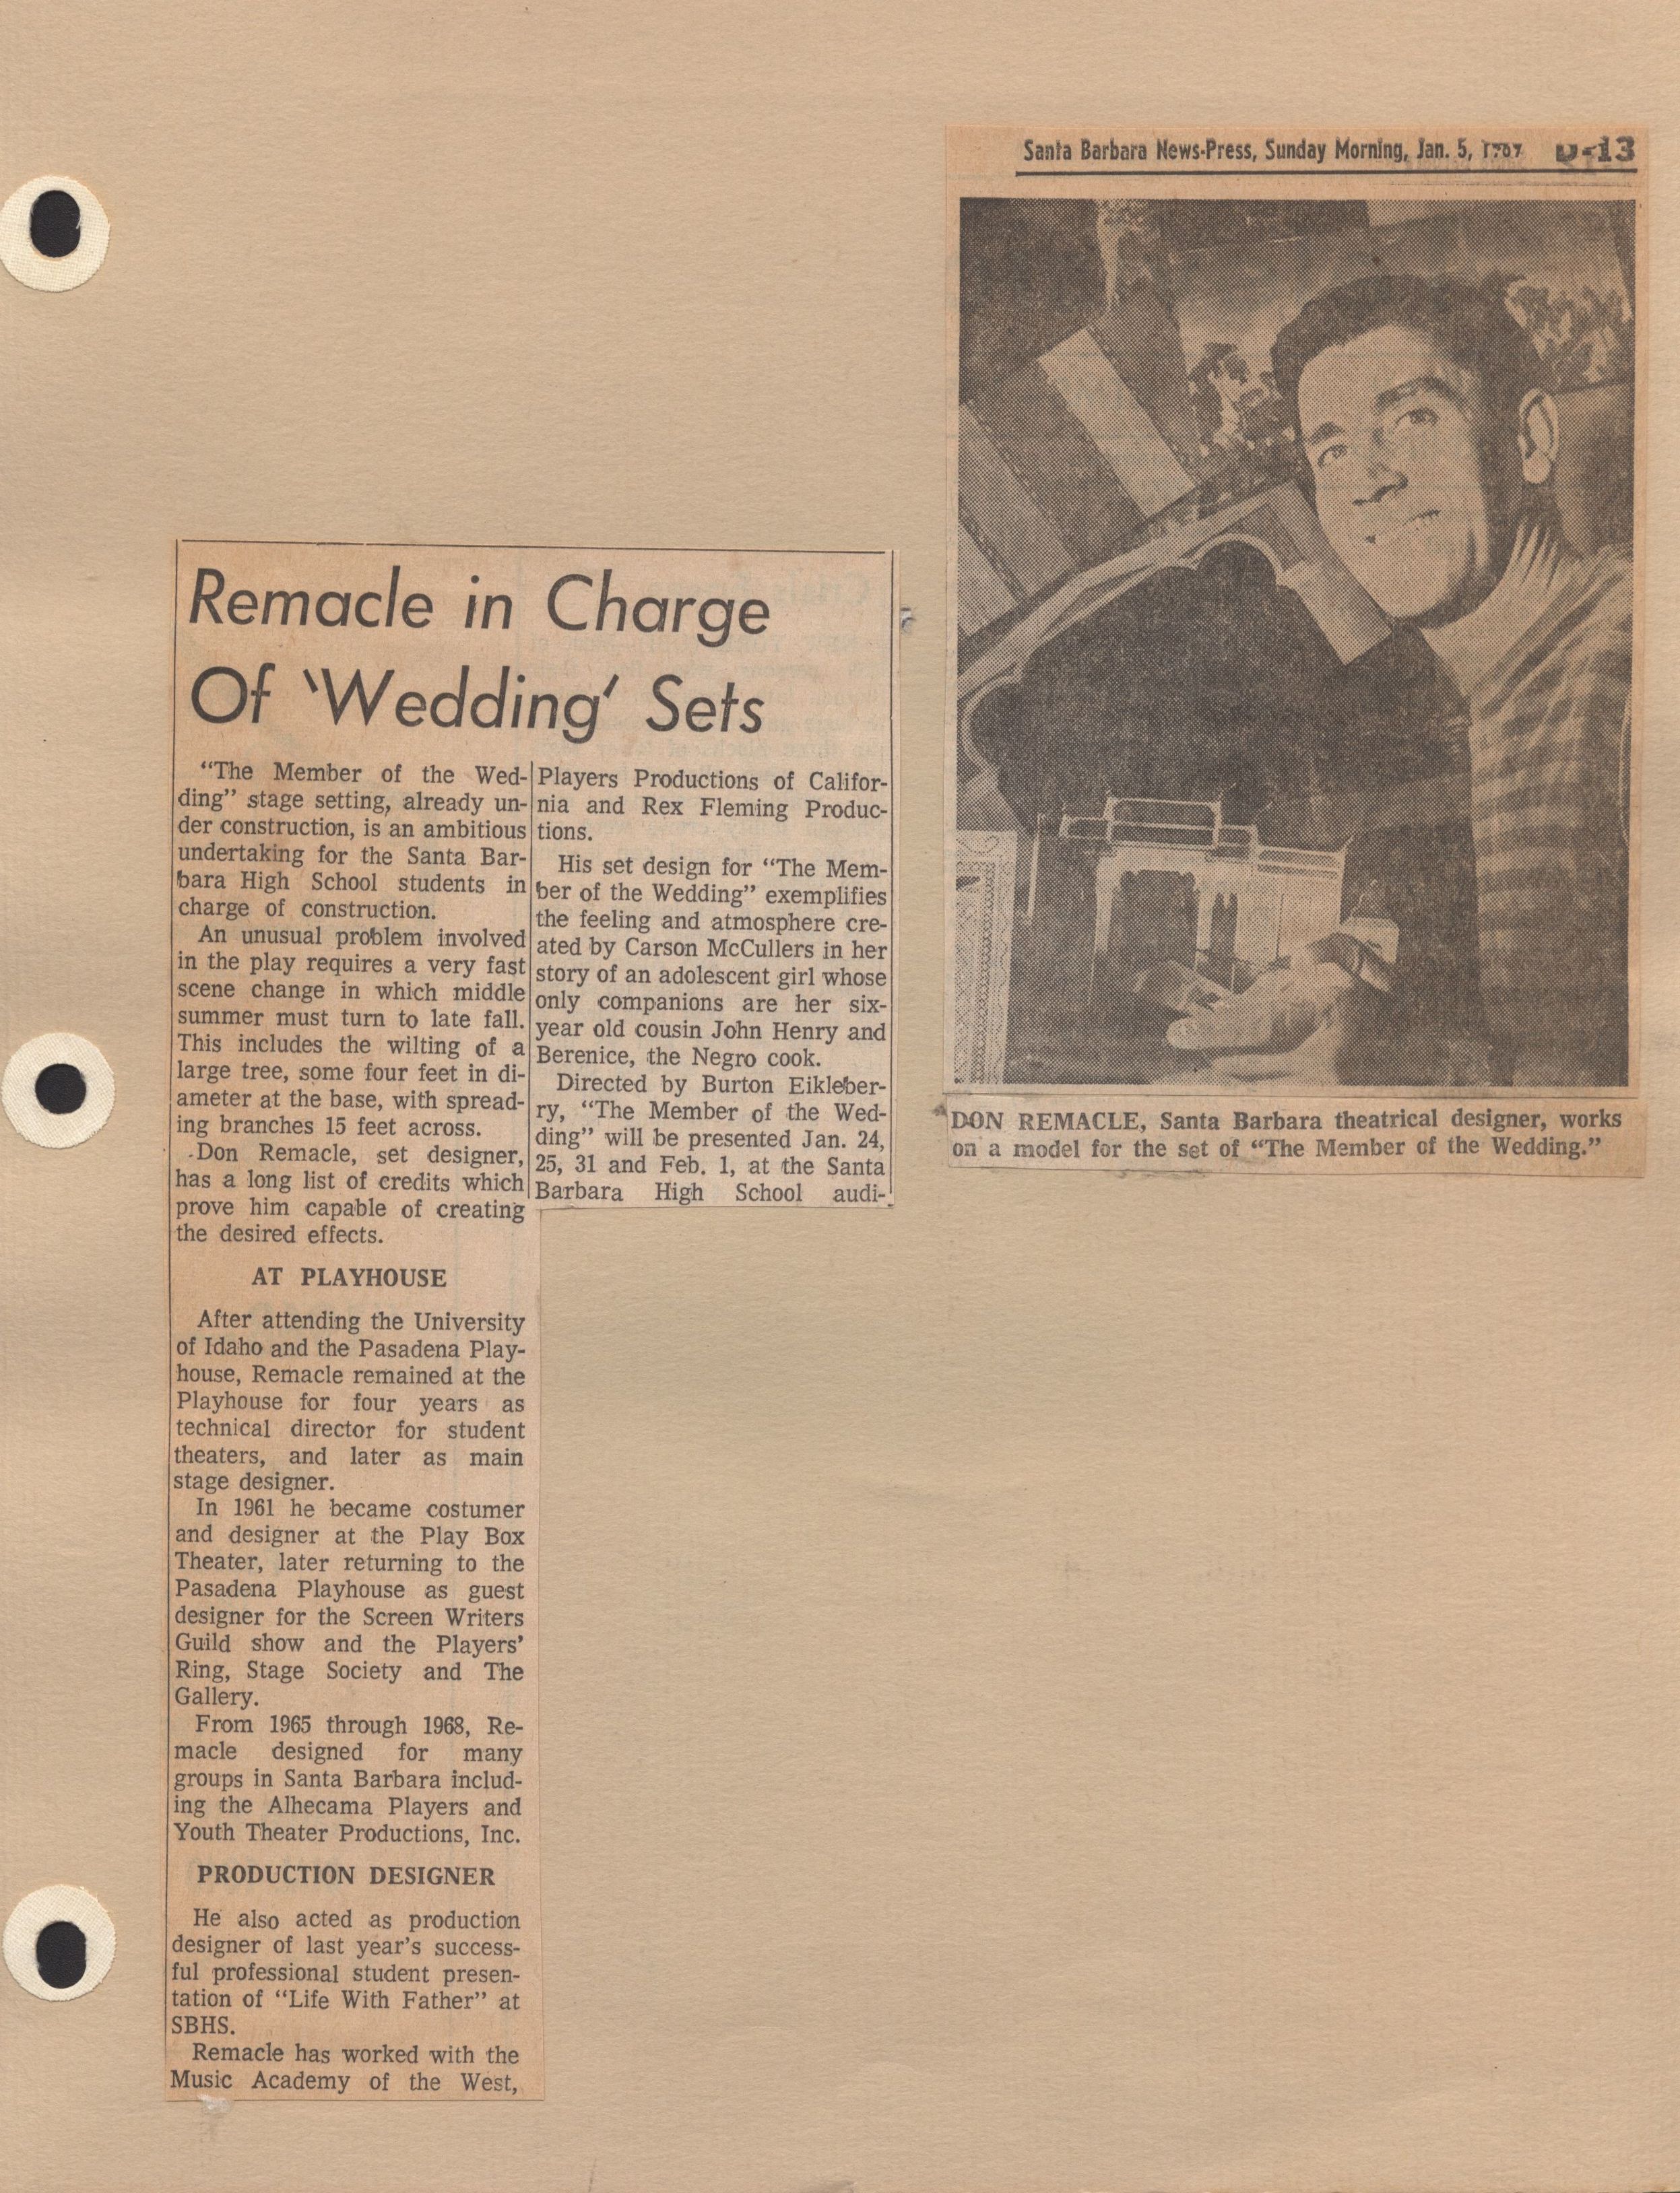 Santa Barbara News-Press, Sunday Morning, Jan. 5, D-13
Remacle in Charge
Of 'Wedding' Sets
"The Member of the Wed-
ding" stage setting, already un-
der construction, is an ambitious
undertaking for the Santa Bar-
bara High School students in
charge of construction.
An unusual problem involved
in the play requires a very fast
scene change in which middle
summer must turn to late fall.
This includes the wilting of a
large tree, some four feet in di-
ameter at the base, with spread-
ing branches 15 feet across.
Don Remacle, set designer,
has a long list of credits which
prove him capable of creating
the desired effects.
AT PLAYHOUSE
After attending the University
of Idaho and the Pasadena Play-
house, Remacle remained at the
Playhouse for four years as
technical director for student
theaters, and later as main
stage designer.
In 1961 he became costumer
and designer at the Play Box
Theater, later returning to the
Pasadena Playhouse as guest
designer for the Screen Writers
Guild show and the Players'
Ring, Stage Society and The
Gallery.
From 1965 through 1968, Re-
macle designed for many
groups in Santa Barbara includ-
ing the Alhecama Players and
Youth Theater Productions, Inc.
PRODUCTION DESIGNER
He also acted as production
designer of last year's success-
ful professional student presen-
tation of "Life With Father" at
SBHS.
Remacle has worked with the
Music Academy of the West,
Players Productions of Califor-
nia and Rex Fleming Produc-
tions.
His set design for "The Mem-
ber of the Wedding" exemplifies
the feeling and atmosphere cre-
ated by Carson McCullers in her
story of an adolescent girl whose
only companions are her six-
year old cousin John Henry and
Berenice, the Negro cook.
Directed by Burton Eikleber-
ry, "The Member of the Wed-
ding" will be presented Jan. 24,
25, 31 and Feb. 1, at the Santa
Barbara High School audi-
DON REMACLE, Santa Barbara theatrical designer, works
on a model for the set of "The Member of the Wedding."